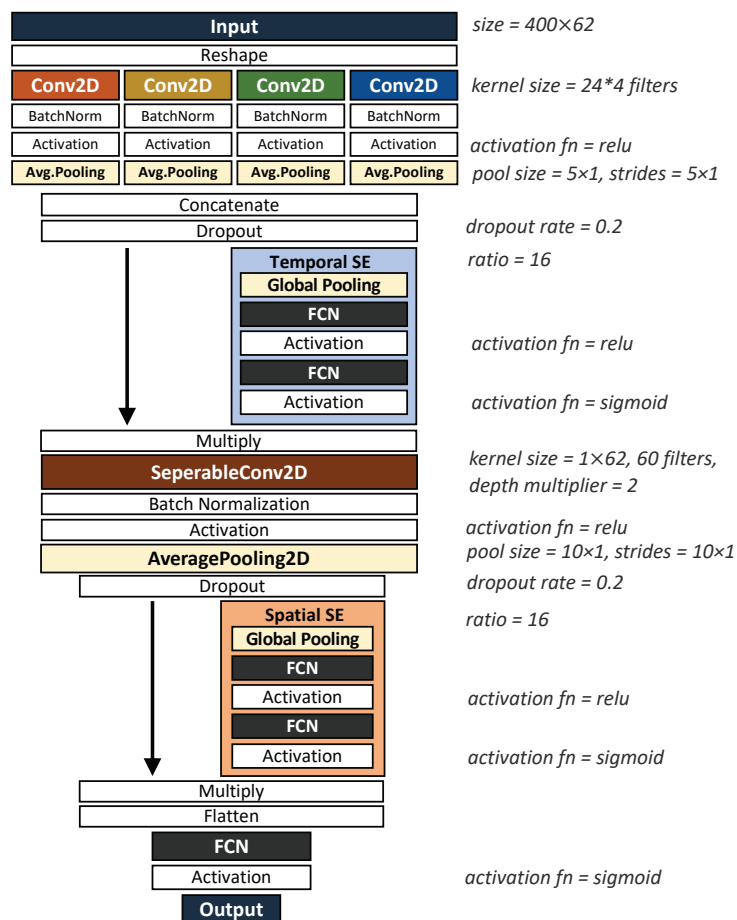 Input size = 400×62
Reshape
Conv2D Conv2D Conv2D Conv2D kernel size = 24*4 filters
BatchNorm BatchNorm BatchNorm BatchNorm
Activation Activation Activation Activation activation fn = relu
Avg.Pooling Avg.Pooling Avg.Pooling Avg.Pooling pool size = 5×1, strides = 5×1
Concatenate
Dropout dropout rate = 0.2
Temporal SE ratio = 16
Global Pooling
FCN
Activation activation fn = relu
FCN
Activation activation fn = sigmoid
Multiply
SeperableConv2D kernel size = 1×62, 60 filters,
depth multiplier = 2
Batch Normalization
Activation activation fn = relu
AveragePooling2D pool size = 10×1, strides = 10×1
Dropout dropout rate = 0.2
Spatial SE ratio = 16
Global Pooling
FCN
Activation activation fn = relu
FCN
Activation activation fn = sigmoid
Multiply
Flatten
FCN
Activation activation fn = sigmoid
Output